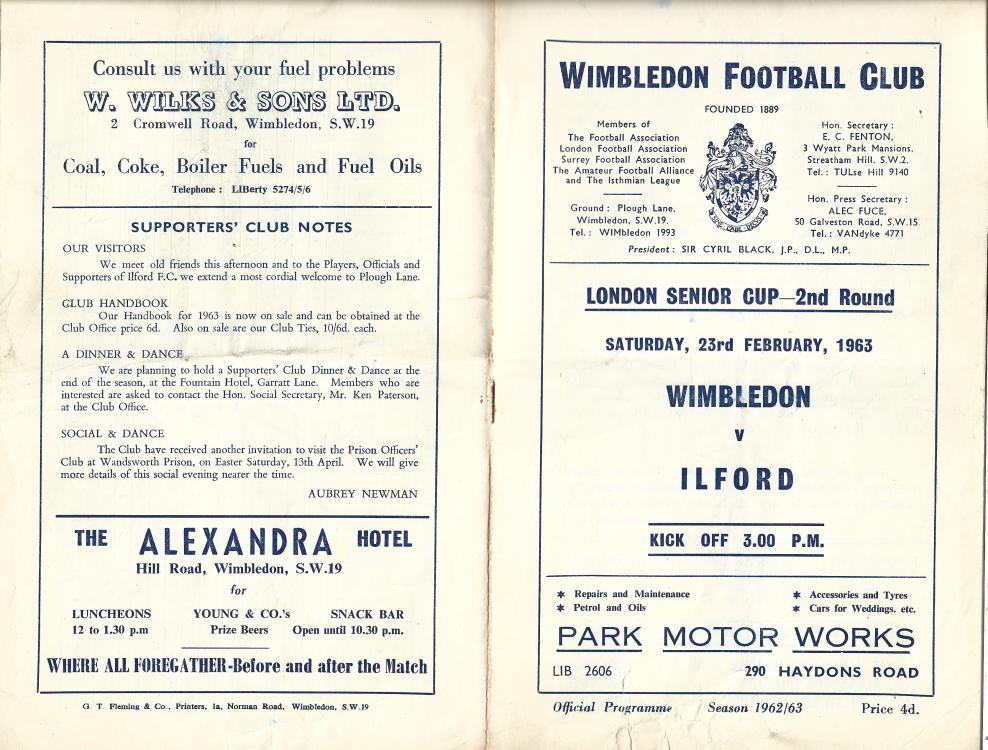 Consult us with your fuel problems
W. WILKS & SONS LTD.
2 Cromwell Road, Wimbledon, S.W.19
for
Coal, Coke, Boiler Fuels and Fuel Oils
Telephone : LIBerty 5274/5/6
SUPPORTERS' CLUB NOTES
OUR VISITORS
We meet old friends this afternoon and to the Players, Officials and
Supporters of Ilford F.C. we extend a most cordial welcome to Plough Lane.
CLUB HANDBOOK
Our Handbook for 1963 is now on sale and can be obtained at the
Club Office price 6d. Also on sale are our Club Ties, 10/6d. each.
A DINNER & DANCE
We are planning to hold a Supporters' Club Dinner & Dance at the
end of the season, at the Fountain Hotel, Garratt Lane. Members who are
interested are asked to contact the Hon. Social Secretary, Mr. Ken Paterson,
at the Club Office.
SOCIAL & DANCE
The Club have received another invitation to visit the Prison Officers'
Club at Wandsworth Prison, on Easter Saturday, 13th April. We will give
more details of this social evening nearer the time.
AUBREY NEWMAN
THE ALEXANDRA HOTEL
Hill Road, Wimbledon, S.W.19
for
LUNCHEONS YOUNG & CO.'s SNACK BAR
12 to 1.30 p.m Prize Beers Open until 10.30 p.m.
WHERE ALL FOREGATHER-Before and after the Match
G. T. Fleming & Co., Printers, 1a, Norman Road, Wimbledon, S.W.19
WIMBLEDON FOOTBALL CLUB
FOUNDED 1889
Members of
The Football Association
London Football Association
Surrey Football Association
The Amateur Football Alliance
and The Isthmian League
Ground : Plough Lane,
Wimbledon, S.W.19.
Tel. : WIMbledon 1993
Hon. Secretary :
E. C. FENTON,
3 Wyatt Park Mansions,
Streatham Hill, S.W.2.
Tel. : TULse Hill 9140
Hon. Press Secretary :
ALEC FUCE,
50 Galveston Road, S.W.15
Tel. : VANdyke 4771
President : SIR CYRIL BLACK, J.P., D.L., M.P.
LONDON SENIOR CUP—2nd Round
SATURDAY, 23rd FEBRUARY, 1963
WIMBLEDON
v
ILFORD
KICK OFF 3.00 P.M.
* Repairs and Maintenance
* Petrol and Oils
* Accessories and Tyres
* Cars for Weddings. etc.
PARK MOTOR WORKS
LIB 2606 290 HAYDONS ROAD
Official Programme Season 1962/63 Price 4d.